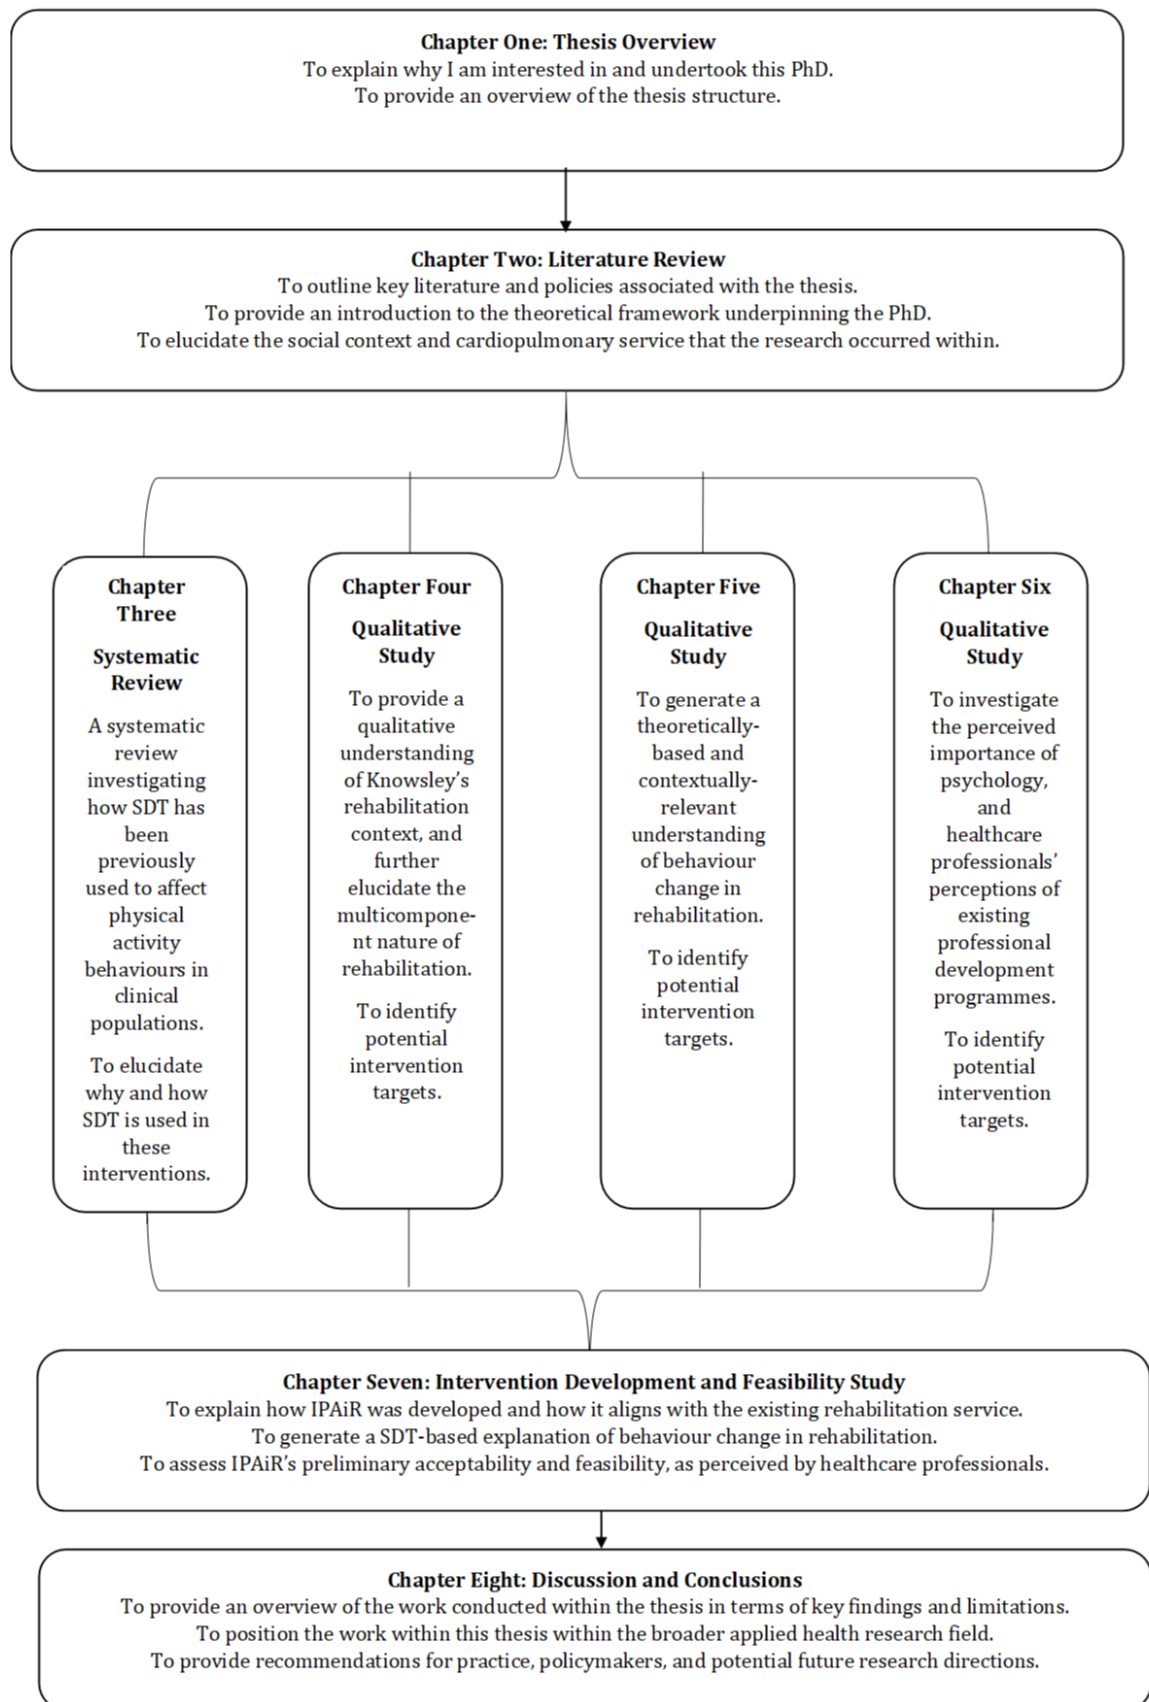 Chapter One: Thesis Overview
To explain why I am interested in and undertook this PhD.
To provide an overview of the thesis structure.
Chapter Two: Literature Review
To outline key literature and policies associated with the thesis.
To provide an introduction to the theoretical framework underpinning the PhD.
To elucidate the social context and cardiopulmonary service that the research occurred within.
Chapter
Three
Systematic
Review
A systematic
review
investigating
how SDT has
been
previously
used to affect
physical
activity
behaviours in
clinical
populations.
To elucidate
why and how
SDT is used in
these
interventions.
Chapter Four
Qualitative
Study
To provide a
qualitative
understanding
of Knowsley’s
rehabilitation
context, and
further
elucidate the
multicompone-
nt nature of
rehabilitation.
To identify
potential
intervention
targets.
Chapter Five
Qualitative
Study
To generate a
theoretically-
based and
contextually-
relevant
understanding
of behaviour
change in
rehabilitation.
To identify
potential
intervention
targets.
Chapter Six
Qualitative
Study
To investigate
the perceived
importance of
psychology,
and
healthcare
professionals’
perceptions of
existing
professional
development
programmes.
To identify
potential
intervention
targets.
Chapter Seven: Intervention Development and Feasibility Study
To explain how IPAiR was developed and how it aligns with the existing rehabilitation service.
To generate a SDT-based explanation of behaviour change in rehabilitation.
To assess IPAiR’s preliminary acceptability and feasibility, as perceived by healthcare professionals.
Chapter Eight: Discussion and Conclusions
To provide an overview of the work conducted within the thesis in terms of key findings and limitations.
To position the work within this thesis within the broader applied health research field.
To provide recommendations for practice, policymakers, and potential future research directions.